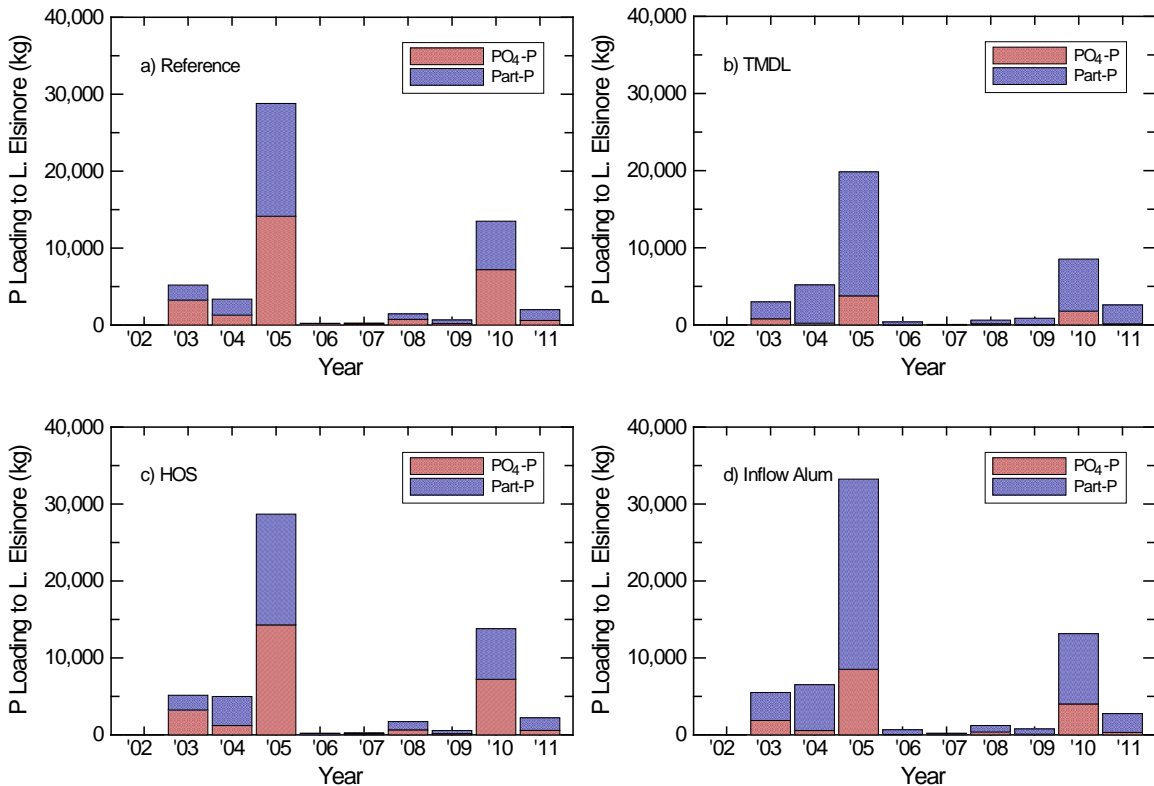 40,000
30,000
20,000
10,000
0
P Loading to L. Elsinore (kg)
a) Reference
PO4-P
Part-P
'02 '03 '04 '05 '06 '07 '08 '09 '10 '11
Year
40,000
30,000
20,000
10,000
0
P Loading to L. Elsinore (kg)
b) TMDL
PO4-P
Part-P
'02 '03 '04 '05 '06 '07 '08 '09 '10 '11
Year
40,000
30,000
20,000
10,000
0
P Loading to L. Elsinore (kg)
c) HOS
PO4-P
Part-P
'02 '03 '04 '05 '06 '07 '08 '09 '10 '11
Year
40,000
30,000
20,000
10,000
0
P Loading to L. Elsinore (kg)
d) Inflow Alum
PO4-P
Part-P
'02 '03 '04 '05 '06 '07 '08 '09 '10 '11
Year